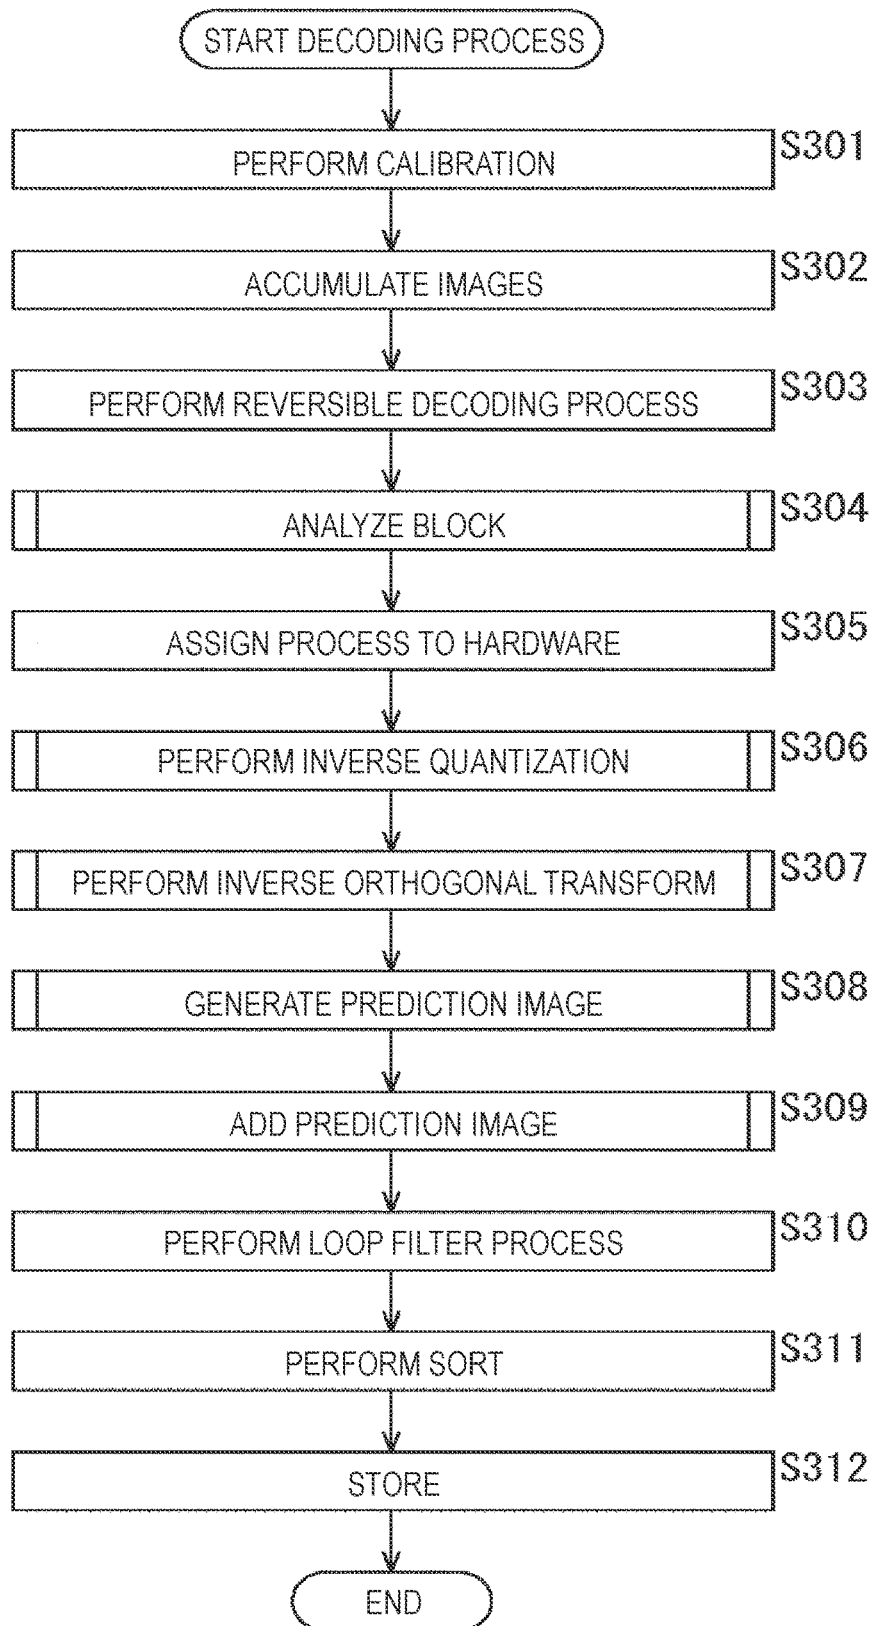 START DECODING PROCESS
S301
PERFORM CALIBRATION
S302
ACCUMULATE IMAGES
S303
PERFORM REVERSIBLE DECODING PROCESS
S304
ANALYZE BLOCK
S305
ASSIGN PROCESS TO HARDWARE
S306
PERFORM INVERSE QUANTIZATION
S307
PERFORM INVERSE ORTHOGONAL TRANSFORM
S308
GENERATE PREDICTION IMAGE
S309
ADD PREDICTION IMAGE
S310
PERFORM LOOP FILTER PROCESS
S311
PERFORM SORT
S312
STORE
END